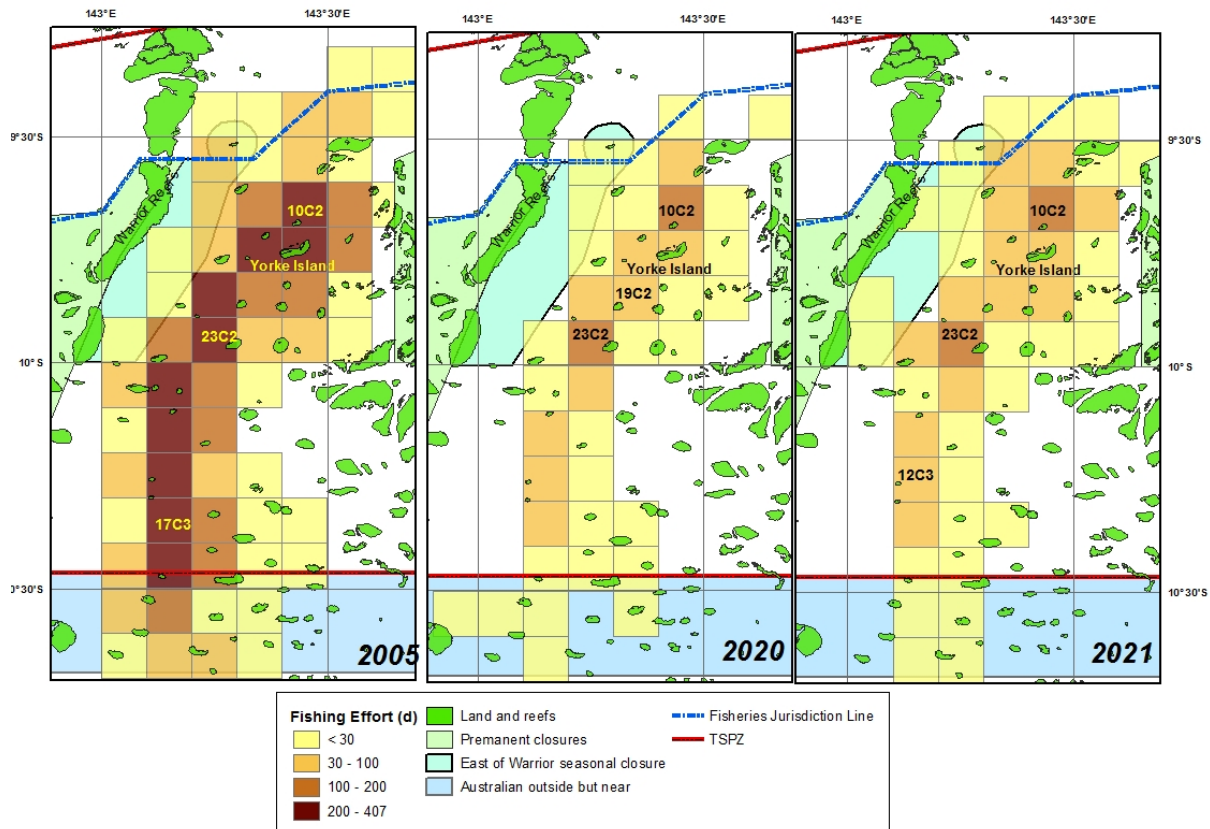 143°E 143°30'E 143°E 143°30'E 143°E 143°30'E
9°30'S 9°30'S
10°S 10°S 10°S
0°30'S 10°30'S
Warrior Reefs
10C2
Yorke Island
23C2
17C3
2005
Warrior Reefs
10C2
Yorke Island
19C2
23C2
2020
Warrior Reefs
10C2
Yorke Island
23C2
12C3
2021
Fishing Effort (d)
< 30
30 - 100
100 - 200
200 - 407
Land and reefs
Premanent closures
East of Warrior seasonal closure
Australian outside but near
Fisheries Jurisdiction Line
TSPZ